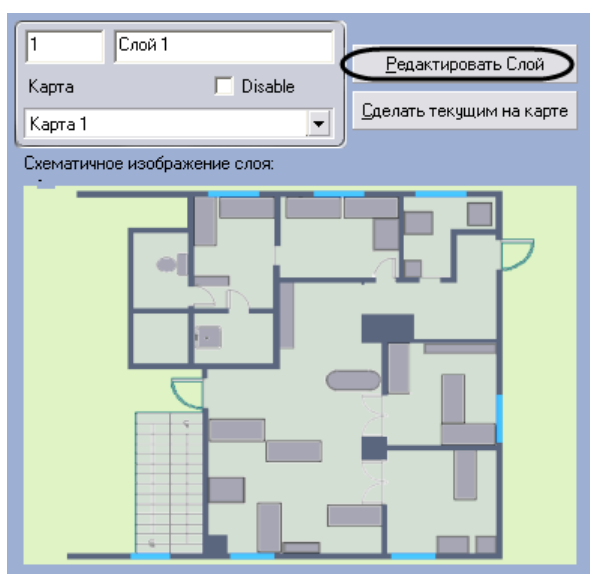 1
Слой 1
Редактировать Слой
Карта
Disable
Сделать текущим на карте
Карта 1
Схематичное изображение слоя: